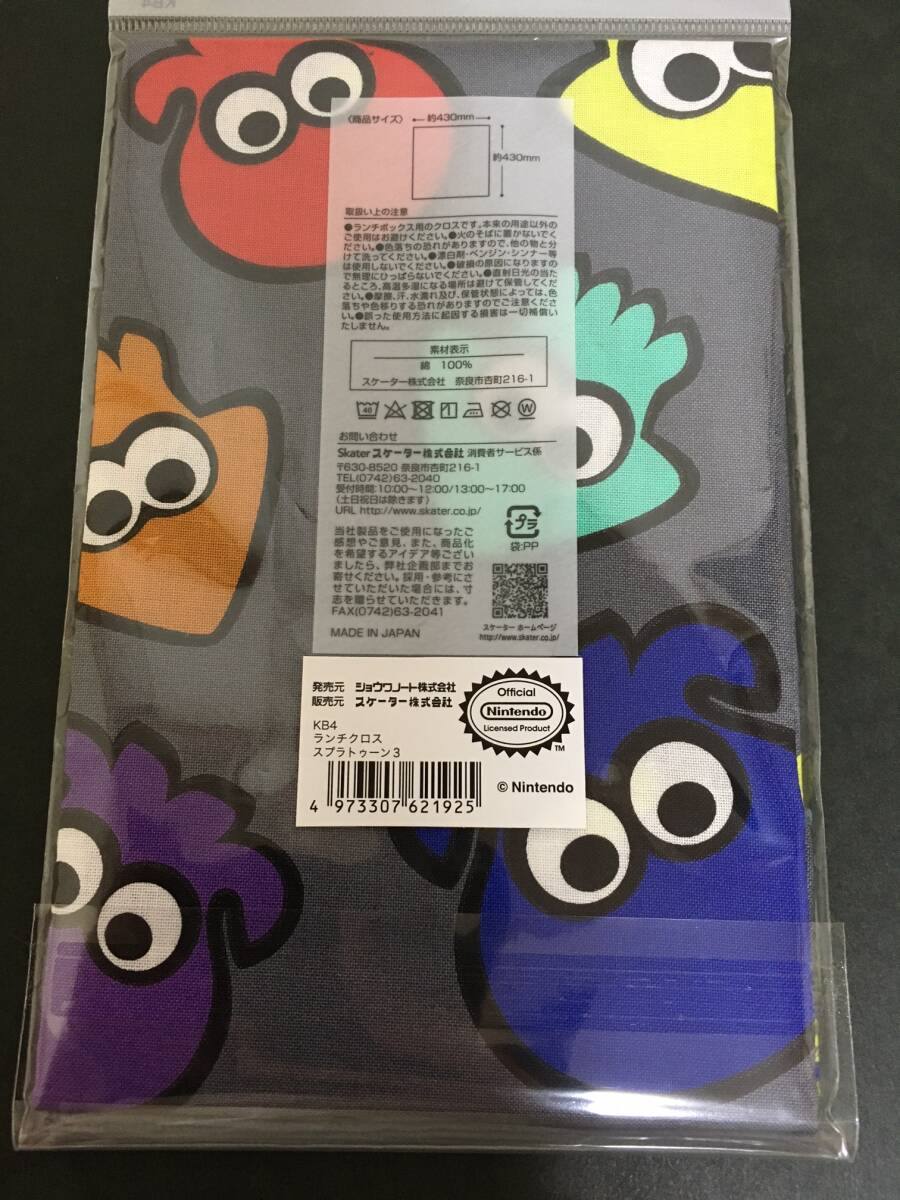 KB4
〈商品サイズ〉
約430mm
約430mm
取扱い上の注意
●ランチボックス用のクロスです。本来の用途以外の
ご使用はお避けください。●火のそばに置かないでく
ださい。●色落ちの恐れがありますので、他の物と分
けて洗ってください。●漂白剤・ベンジン・シンナー等
は使用しないでください。●破損の原因になりますの
で無理にひっぱらないでください。●直射日光の当た
るところ、高温多湿になる場所は避けて保管してくだ
さい。●摩擦、汗、水濡れ及び、保管状態によっては、色
落ちや色移りする恐れがありますのでご注意くださ
い。●誤った使用方法に起因する損害は一切補償い
たしません。
素材表示
綿 100%
スケーター株式会社 奈良市杏町216-1
40
W
お問い合わせ
Skater スケーター株式会社 消費者サービス係
〒630-8520 奈良市杏町216-1
TEL(0742)63-2040
受付時間:10:00〜12:00/13:00〜17:00
(土日祝日は除きます)
URL http://www.skater.co.jp/
当社製品をご使用になったご
感想やご意見、また、商品化
を希望するアイデア等ござい
ましたら、弊社企画部までお
寄せください。採用・参考にさ
せていただいた場合には、寸
志を贈らせていただきます。
FAX(0742)63-2041
プラ
袋:PP
スケーター ホームページ
http://www.skater.co.jp/
MADE IN JAPAN
発売元 ショウワノート株式会社
販売元 スケーター株式会社
KB4
ランチクロス
スプラトゥーン3
4 973307 621925
Official
Nintendo
Licensed Product
TM
© Nintendo